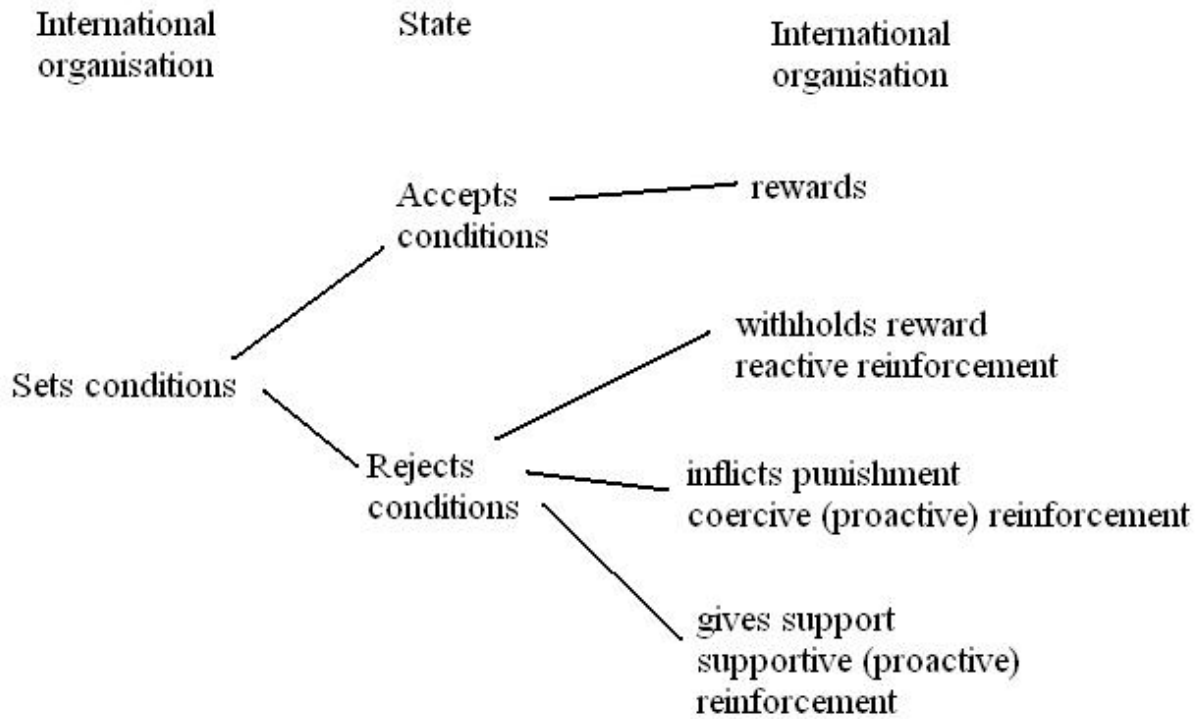 International
organisation
State
International
organisation
Accepts
conditions
rewards
withholds reward
reactive reinforcement
Sets conditions
Rejects
conditions
inflicts punishment
coercive (proactive) reinforcement
gives support
supportive (proactive)
reinforcement